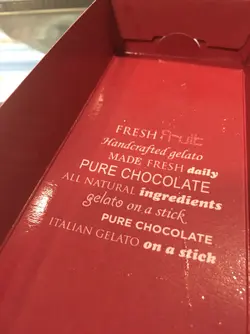 FRESH fruit
Handcrafted gelato
MADE FRESH daily
PURE CHOCOLATE
ALL NATURAL ingredients
gelato on a stick
PURE CHOCOLATE
ITALIAN GELATO on a stick